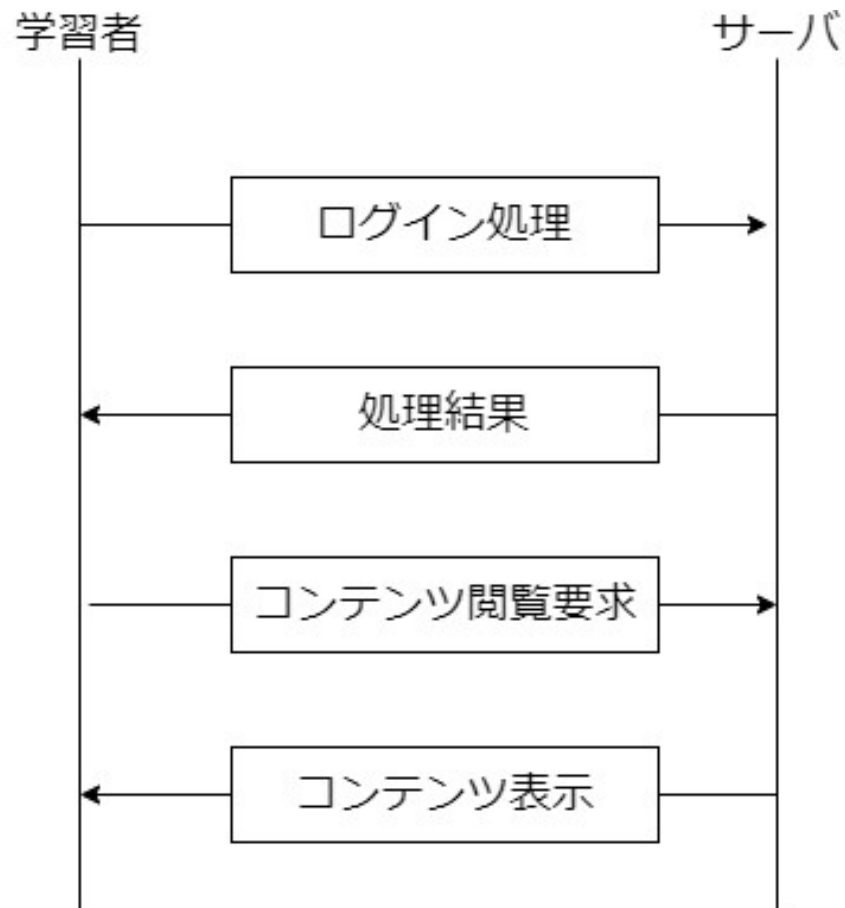 学習者
サーバ
ログイン処理
処理結果
コンテンツ閲覧要求
コンテンツ表示